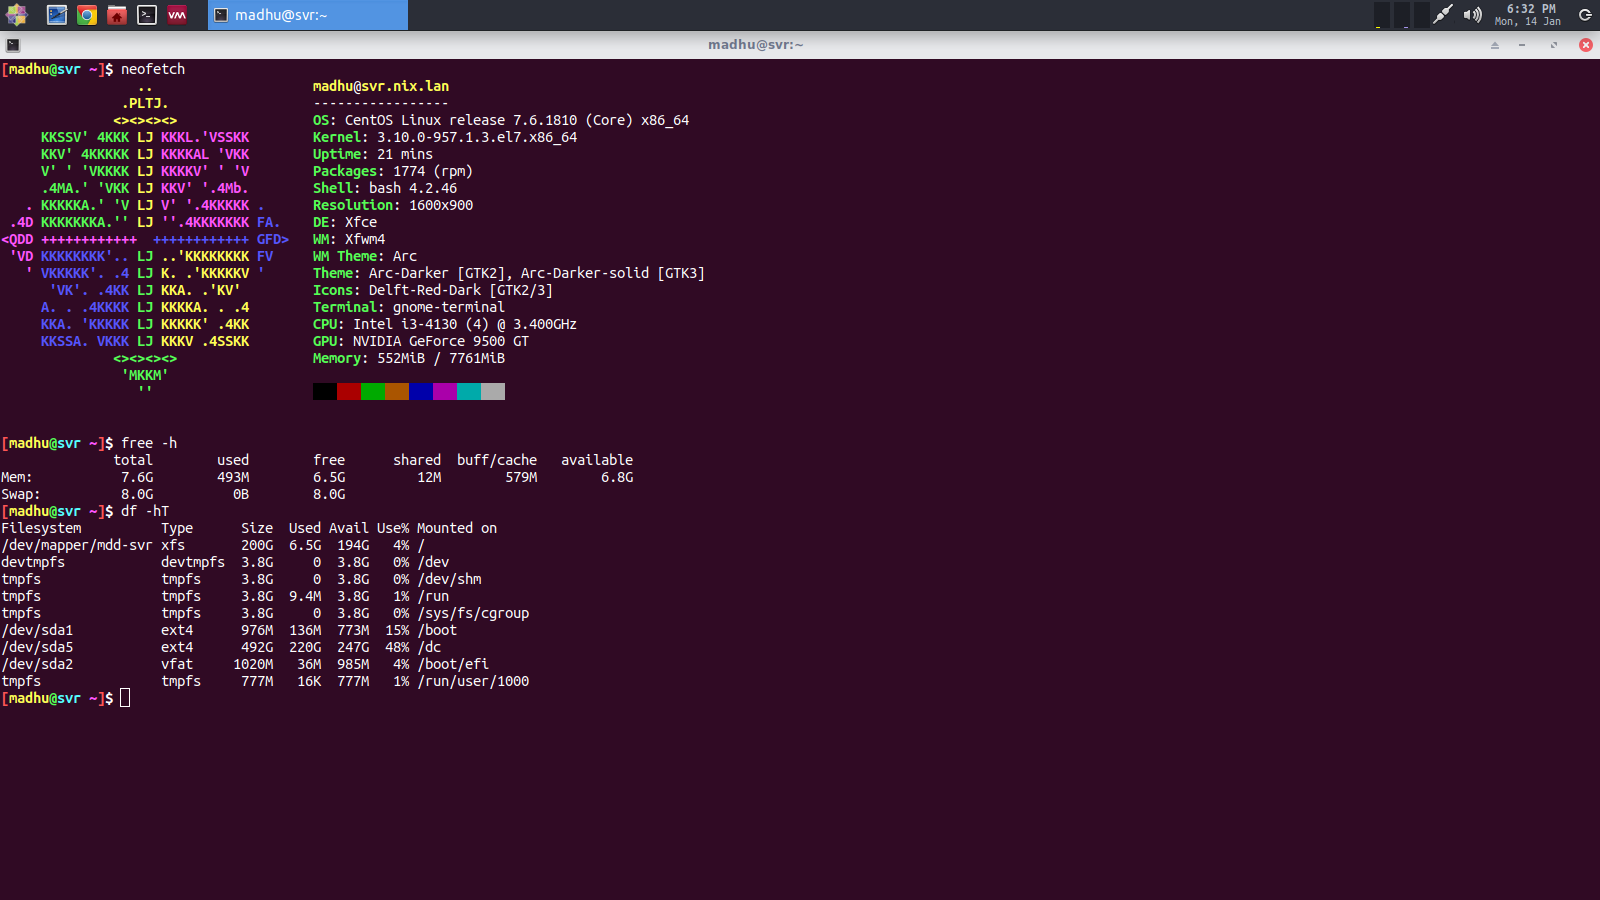 madhu@svr:~
6:32 PM
Mon, 14 Jan
madhu@svr:~
[madhu@svr ~]$ neofetch
..
.PLTJ.
<><><><>
KKSSV' 4KKK LJ KKKL.'VSSKK
KKV' 4KKKKK LJ KKKKAL 'VKK
V' ' 'VKKKK LJ KKKKV' ' 'V
.4MA.' 'VKK LJ KKV' '.4Mb.
. KKKKKA.' 'V LJ V' '.4KKKKK .
.4D KKKKKKKA.'' LJ ''.4KKKKKKK FA.
<QDD ++++++++++++  ++++++++++++ GFD>
'VD KKKKKKKK'.. LJ ..'KKKKKKKK FV
' VKKKKK'. .4 LJ K. .'KKKKKV '
'VK'. .4KK LJ KKA. .'KV'
A. . .4KKKK LJ KKKKA. . .4
KKA. 'KKKKK LJ KKKKK' .4KK
KKSSA. VKKK LJ KKKV .4SSKK
<><><><>
'MKKM'
''
madhu@svr.nix.lan
-----------------
OS: CentOS Linux release 7.6.1810 (Core) x86_64
Kernel: 3.10.0-957.1.3.el7.x86_64
Uptime: 21 mins
Packages: 1774 (rpm)
Shell: bash 4.2.46
Resolution: 1600x900
DE: Xfce
WM: Xfwm4
WM Theme: Arc
Theme: Arc-Darker [GTK2], Arc-Darker-solid [GTK3]
Icons: Delft-Red-Dark [GTK2/3]
Terminal: gnome-terminal
CPU: Intel i3-4130 (4) @ 3.400GHz
GPU: NVIDIA GeForce 9500 GT
Memory: 552MiB / 7761MiB
[madhu@svr ~]$ free -h
total used free shared buff/cache available
Mem: 7.6G 493M 6.5G 12M 579M 6.8G
Swap: 8.0G 0B 8.0G
[madhu@svr ~]$ df -hT
Filesystem Type Size Used Avail Use% Mounted on
/dev/mapper/mdd-svr xfs 200G 6.5G 194G 4% /
devtmpfs devtmpfs 3.8G 0 3.8G 0% /dev
tmpfs tmpfs 3.8G 0 3.8G 0% /dev/shm
tmpfs tmpfs 3.8G 9.4M 3.8G 1% /run
tmpfs tmpfs 3.8G 0 3.8G 0% /sys/fs/cgroup
/dev/sda1 ext4 976M 136M 773M 15% /boot
/dev/sda5 ext4 492G 220G 247G 48% /dc
/dev/sda2 vfat 1020M 36M 985M 4% /boot/efi
tmpfs tmpfs 777M 16K 777M 1% /run/user/1000
[madhu@svr ~]$